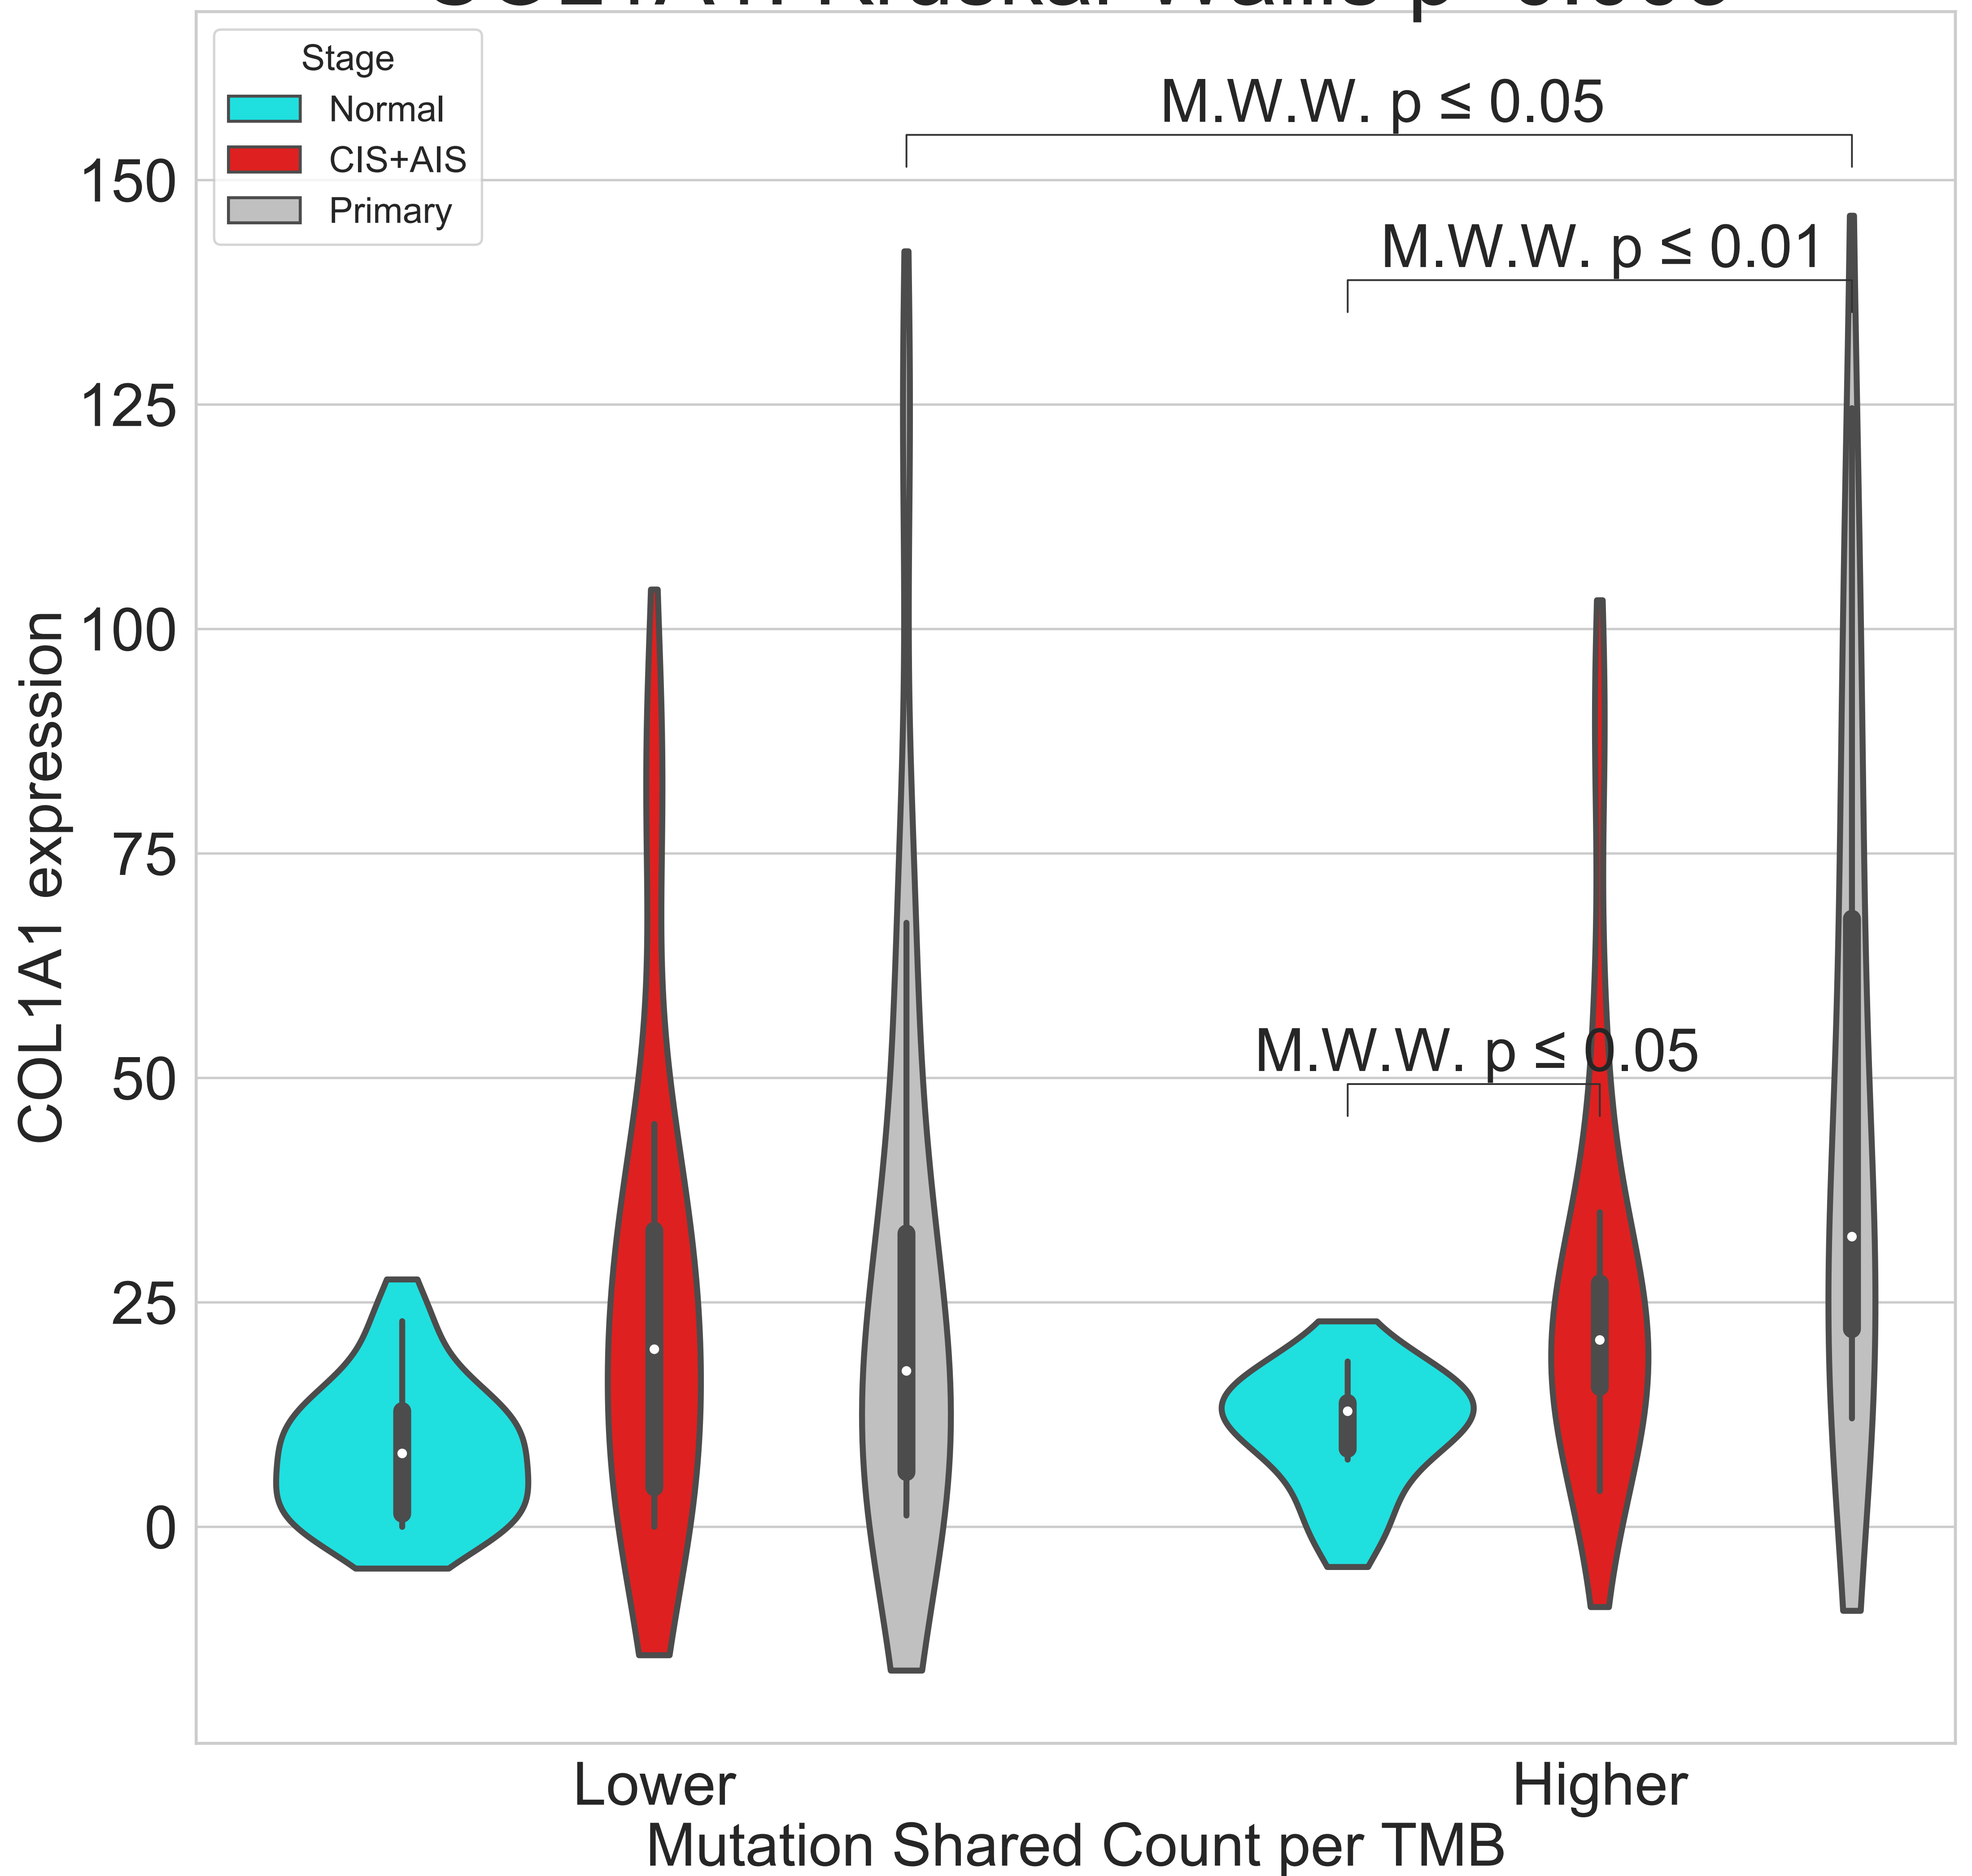 Stage
Normal
CIS+AIS
Primary
M.W.W. p ≤ 0.05
M.W.W. p ≤ 0.01
M.W.W. p ≤ 0.05
COL1A1 expression
150
125
100
75
50
25
0
Lower
Higher
Mutation Shared Count per TMB